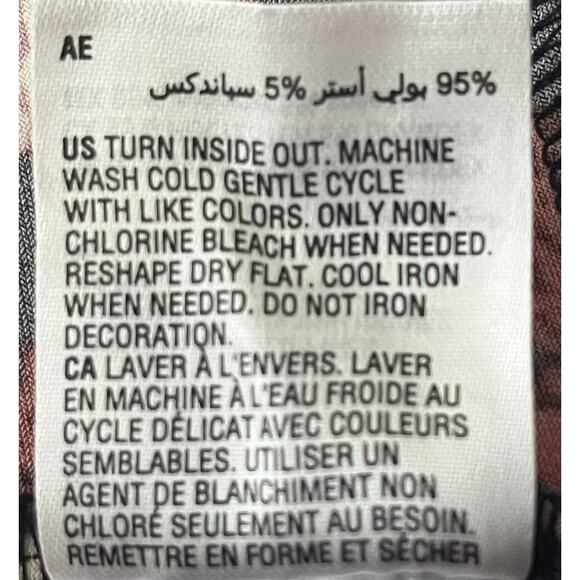 AE
95% بولي أستر 5% سباندكس
US TURN INSIDE OUT. MACHINE
WASH COLD GENTLE CYCLE
WITH LIKE COLORS. ONLY NON-
CHLORINE BLEACH WHEN NEEDED.
RESHAPE DRY FLAT. COOL IRON
WHEN NEEDED. DO NOT IRON
DECORATION.
CA LAVER À L'ENVERS. LAVER
EN MACHINE À L'EAU FROIDE AU
CYCLE DÉLICAT AVEC COULEURS
SEMBLABLES. UTILISER UN
AGENT DE BLANCHIMENT NON
CHLORÉ SEULEMENT AU BESOIN.
REMETTRE EN FORME ET SÉCHER